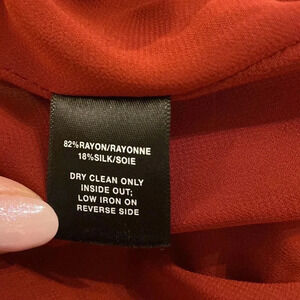 82%RAYON/RAYONNE
18%SILK/SOIE
DRY CLEAN ONLY
INSIDE OUT;
LOW IRON ON
REVERSE SIDE